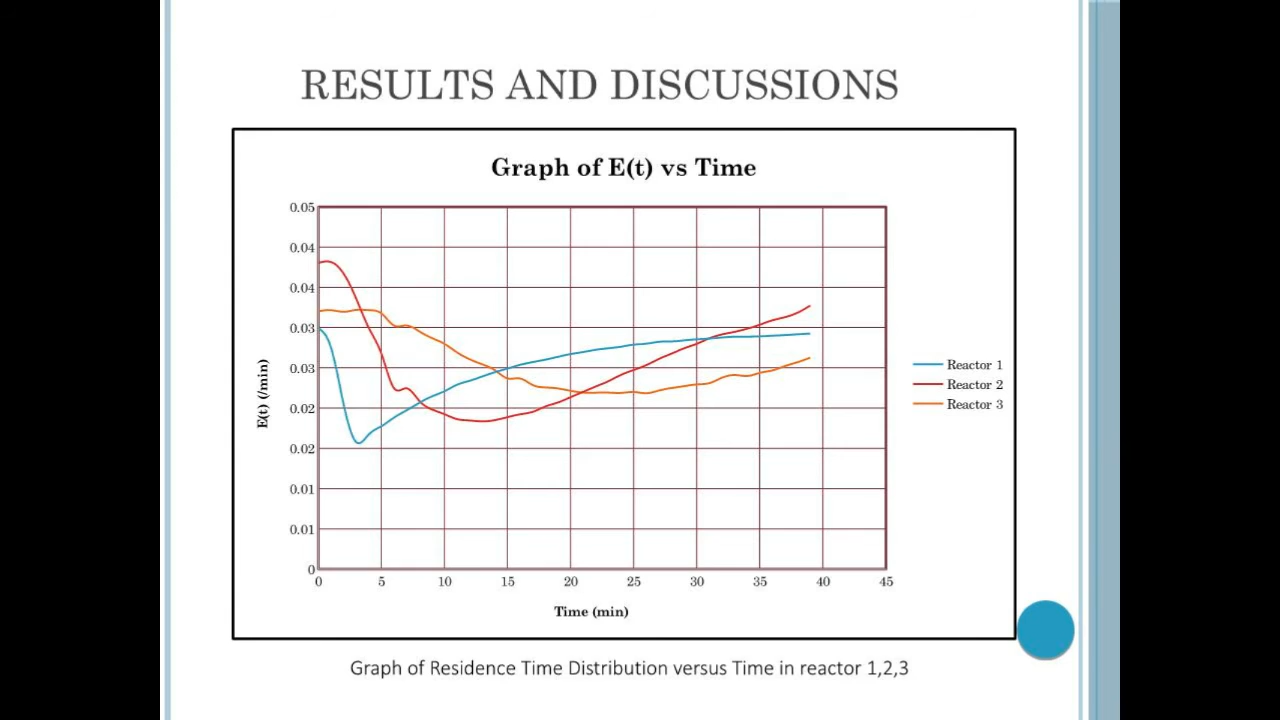 RESULTS AND DISCUSSIONS
Graph of E(t) vs Time
0.05
0.04
0.04
0.03
0.03
0.02
0.02
0.01
0.01
0
E(t) (/min)
0 5 10 15 20 25 30 35 40 45
Time (min)
Reactor 1
Reactor 2
Reactor 3
Graph of Residence Time Distribution versus Time in reactor 1,2,3